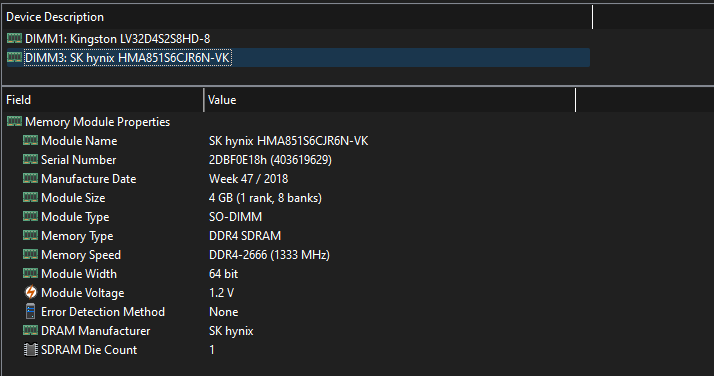 Device Description
DIMM1: Kingston LV32D4S2S8HD-8
DIMM3: SK hynix HMA851S6CJR6N-VK
Field Value
Memory Module Properties
Module Name SK hynix HMA851S6CJR6N-VK
Serial Number 2DBF0E18h (403619629)
Manufacture Date Week 47 / 2018
Module Size 4 GB (1 rank, 8 banks)
Module Type SO-DIMM
Memory Type DDR4 SDRAM
Memory Speed DDR4-2666 (1333 MHz)
Module Width 64 bit
Module Voltage 1.2 V
Error Detection Method None
DRAM Manufacturer SK hynix
SDRAM Die Count 1